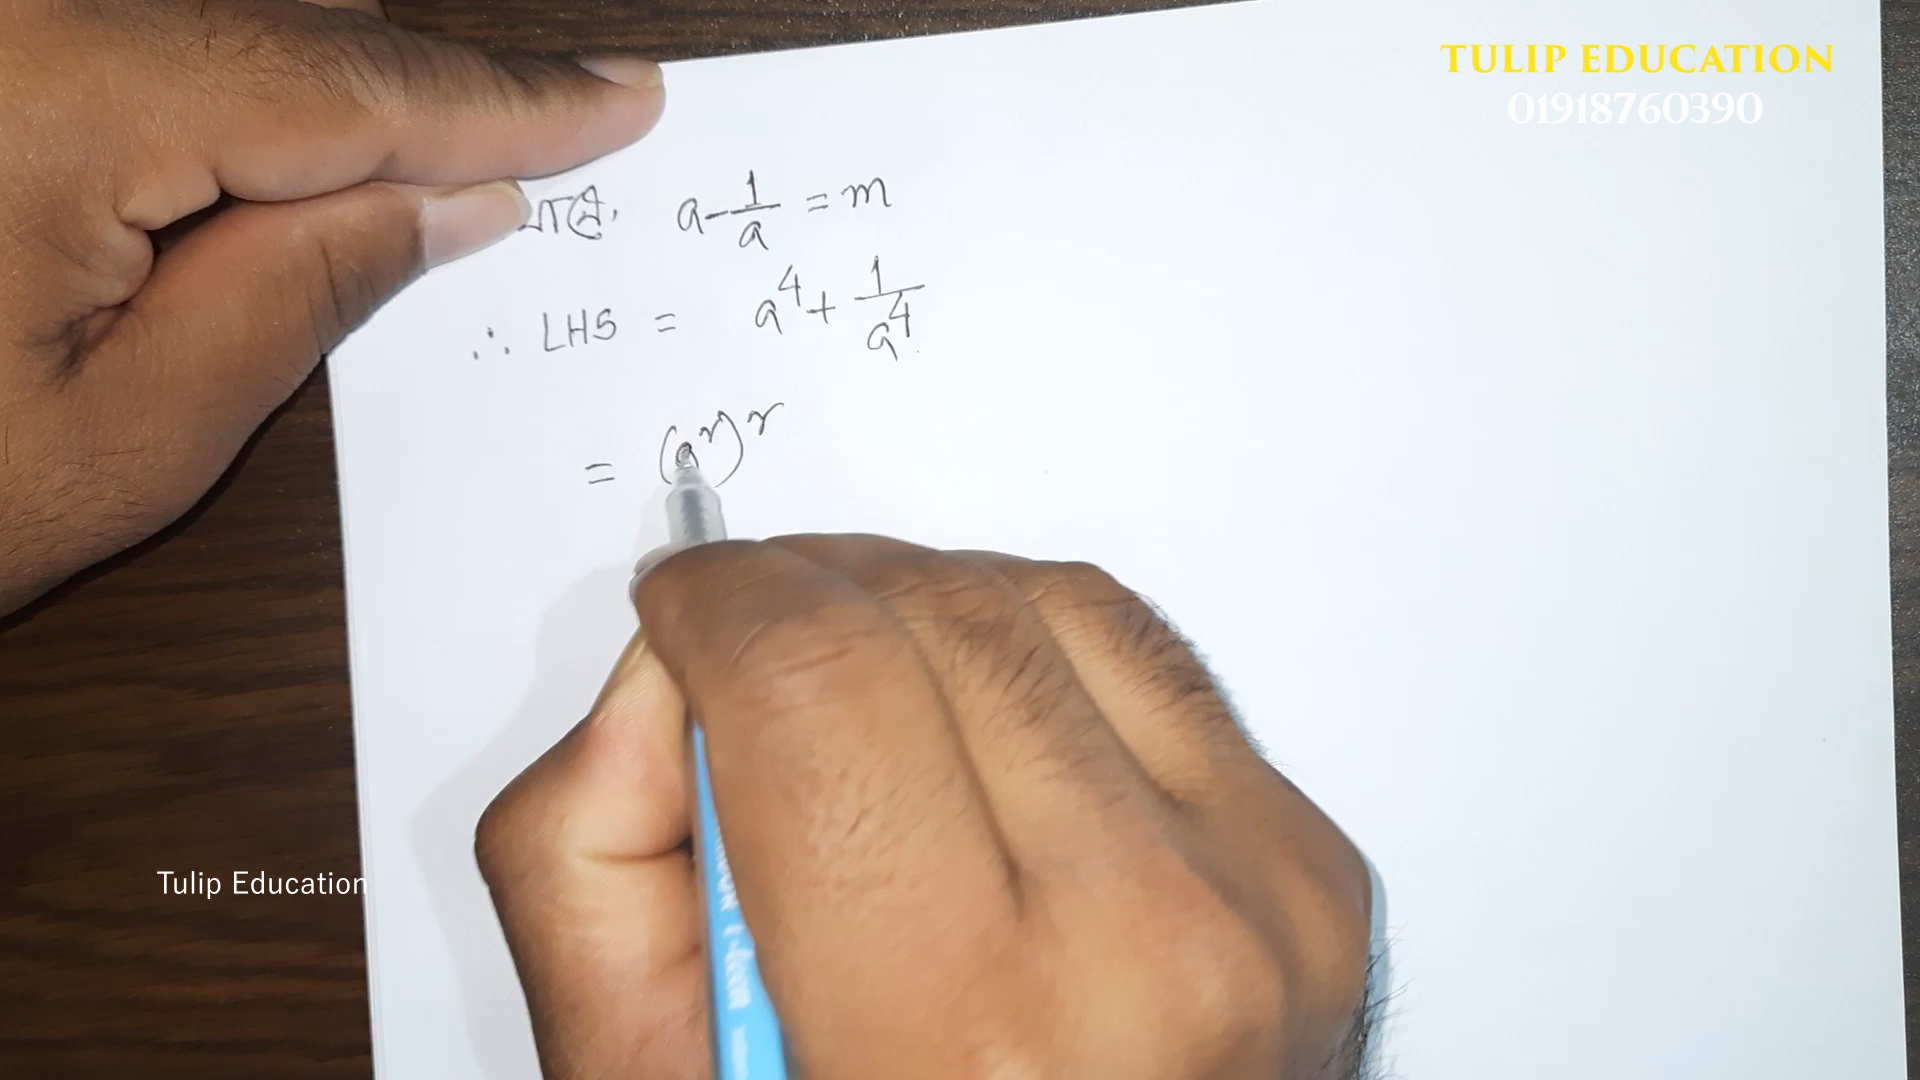 TULIP EDUCATION
01918760390
a - 1/a = m
∴ LHS = a⁴ + 1/a⁴
= (a²)²
Tulip Education